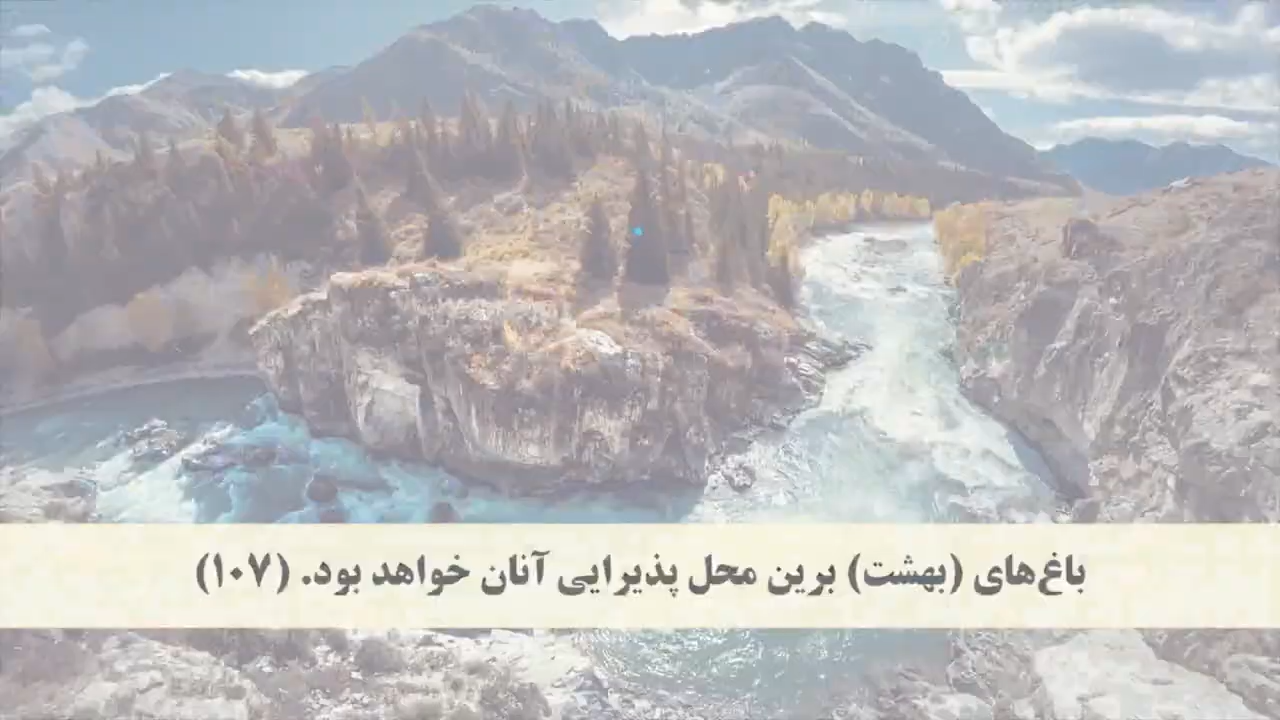 باغ‌های (بهشت) برین محل پذیرایی آنان خواهد بود. (۱۰۷)